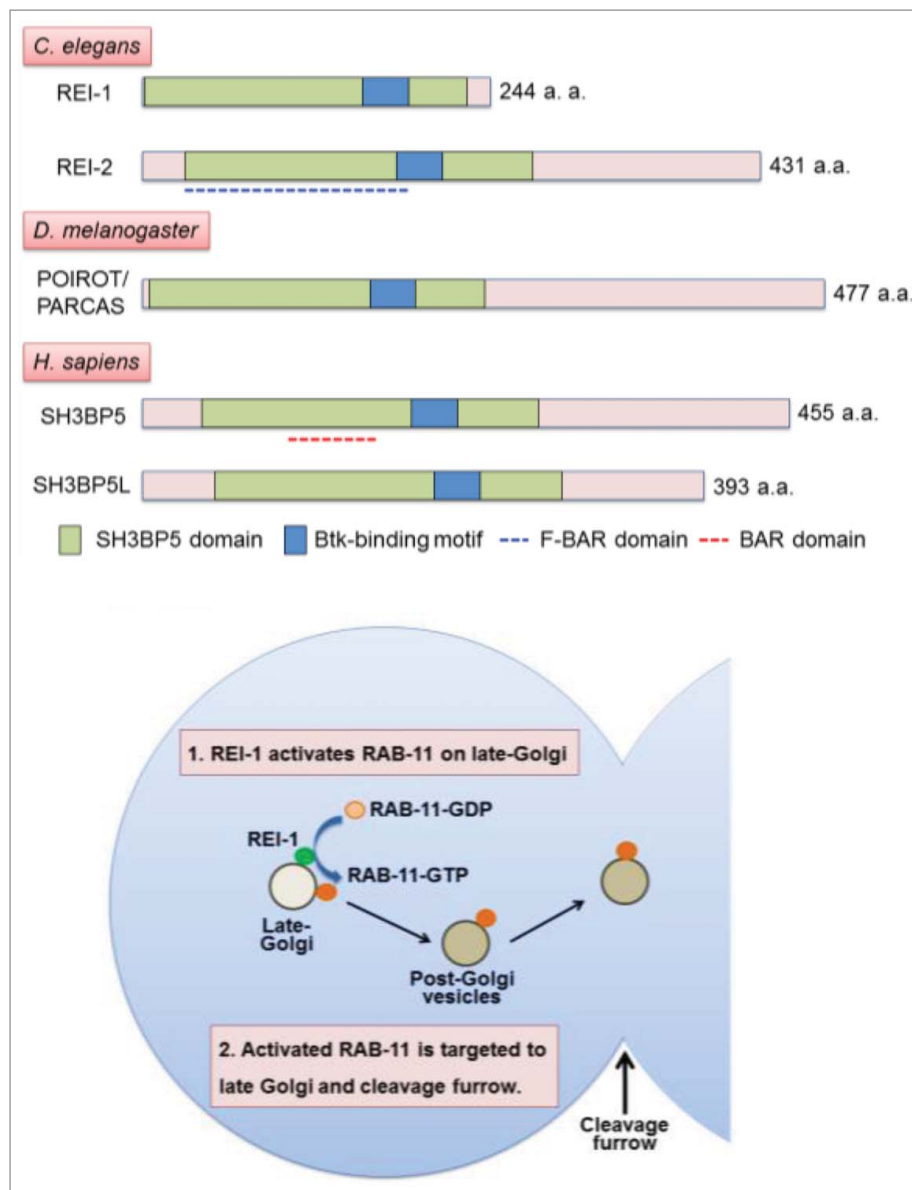 C. elegans
REI-1
244 a. a.
REI-2
431 a.a.
D. melanogaster
POIROT/
PARCAS
477 a.a.
H. sapiens
SH3BP5
455 a.a.
SH3BP5L
393 a.a.
SH3BP5 domain
Btk-binding motif
F-BAR domain
BAR domain
1. REI-1 activates RAB-11 on late-Golgi
RAB-11-GDP
REI-1
RAB-11-GTP
Late-
Golgi
Post-Golgi
vesicles
2. Activated RAB-11 is targeted to
late Golgi and cleavage furrow.
Cleavage
furrow